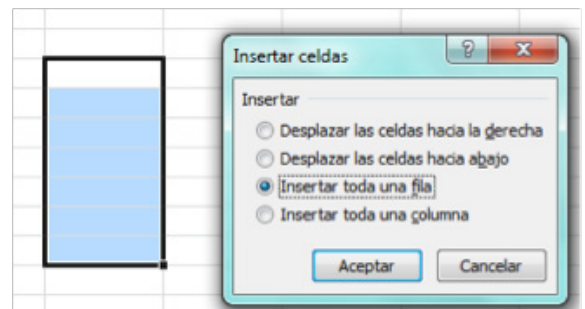 Insertar celdas
Insertar
Desplazar las celdas hacia la derecha
Desplazar las celdas hacia abajo
Insertar toda una fila
Insertar toda una columna
Aceptar
Cancelar